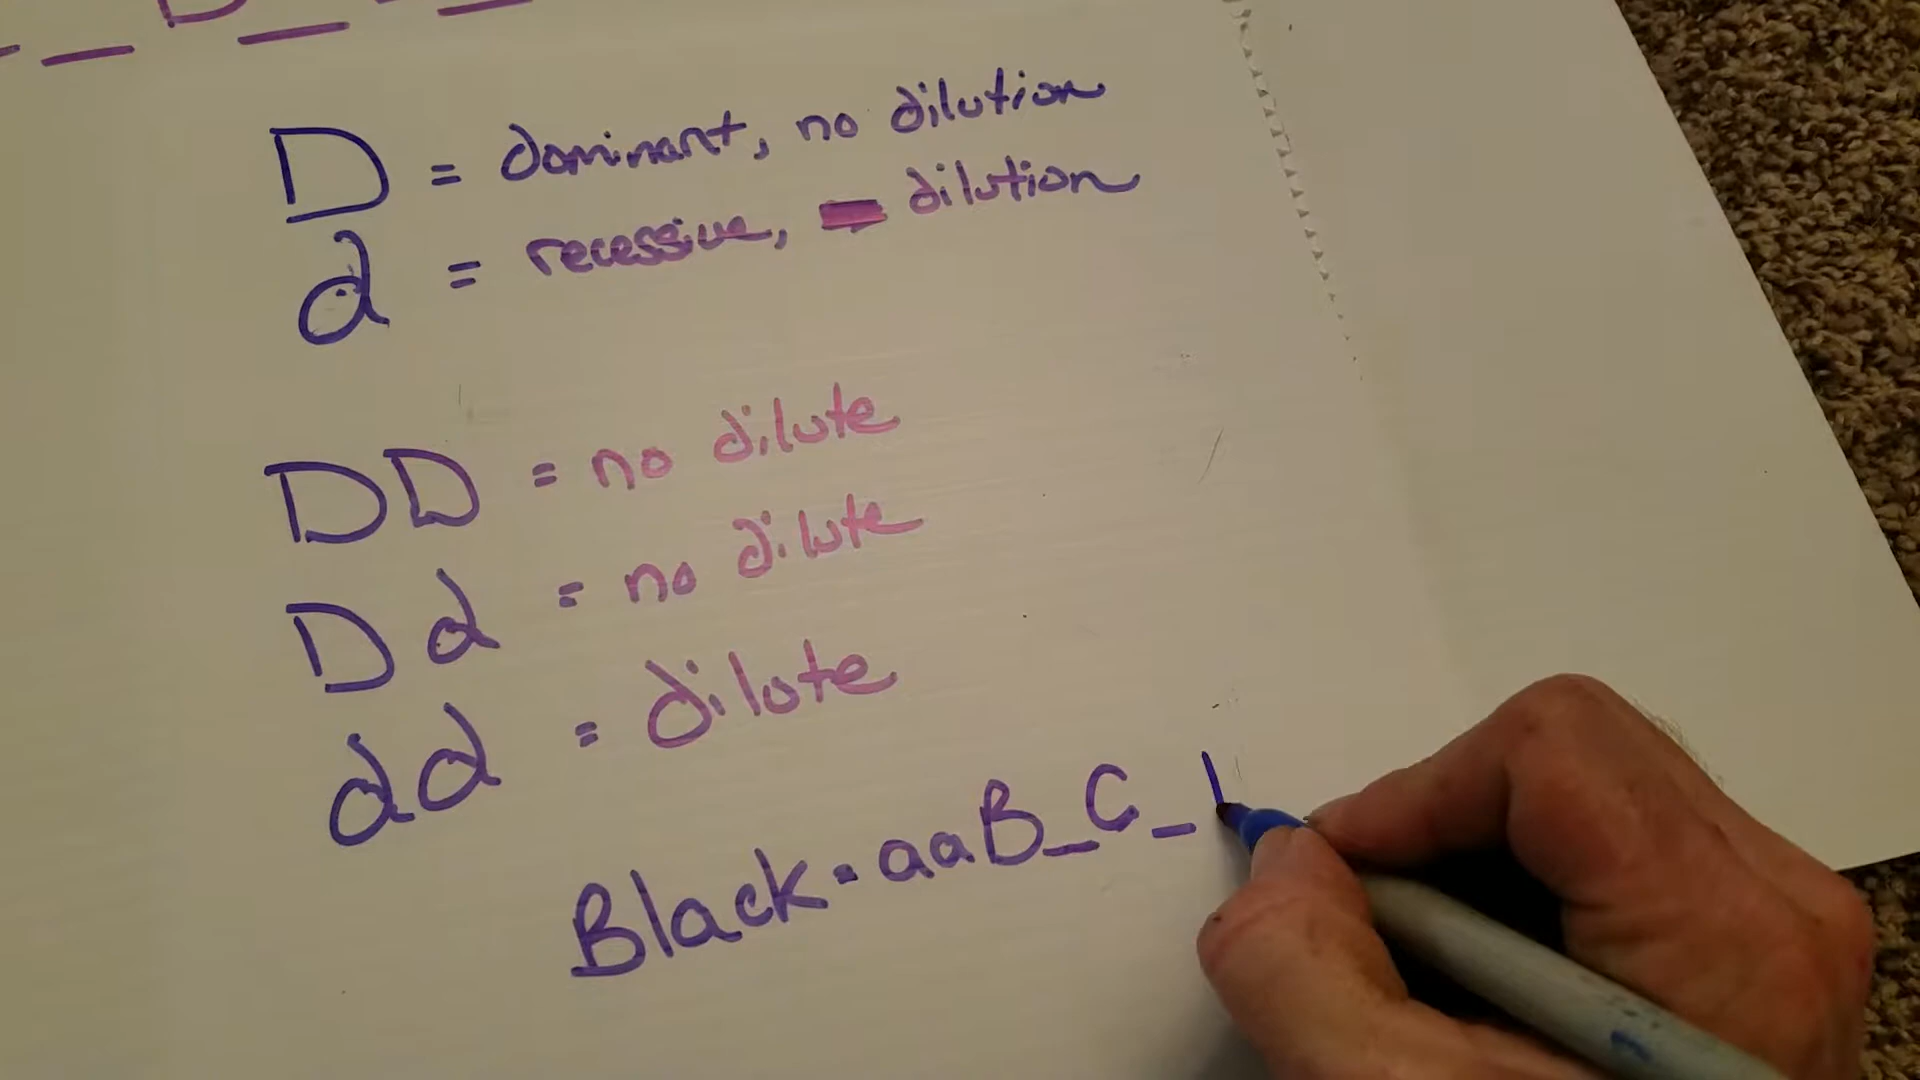 D = dominant, no dilution
d = recessive, dilution
DD = no dilute
Dd = no dilute
dd = dilute
Black = aaB_C_